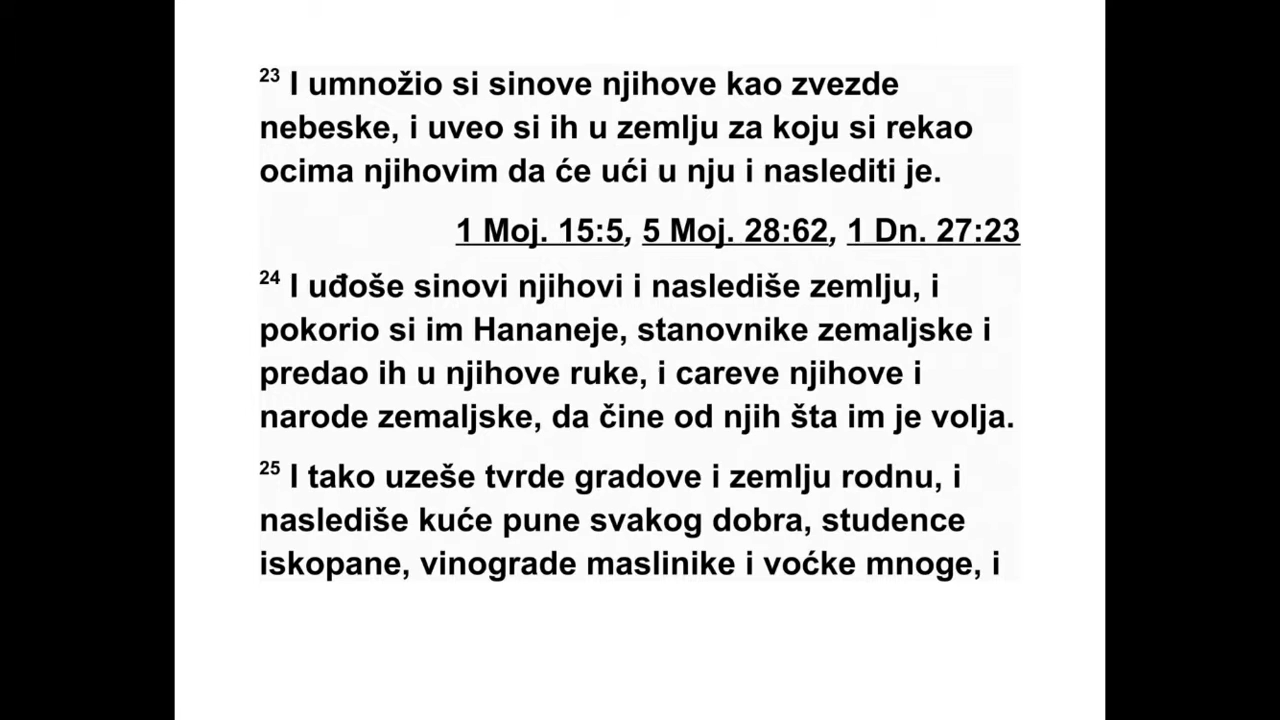 23 I umnožio si sinove njihove kao zvezde
nebeske, i uveo si ih u zemlju za koju si rekao
ocima njihovim da će ući u nju i naslediti je.
1 Moj. 15:5, 5 Moj. 28:62, 1 Dn. 27:23
24 I uđoše sinovi njihovi i naslediše zemlju, i
pokorio si im Hananeje, stanovnike zemaljske i
predao ih u njihove ruke, i careve njihove i
narode zemaljske, da čine od njih šta im je volja.
25 I tako uzeše tvrde gradove i zemlju rodnu, i
naslediše kuće pune svakog dobra, studence
iskopane, vinograde maslinike i voćke mnoge, i